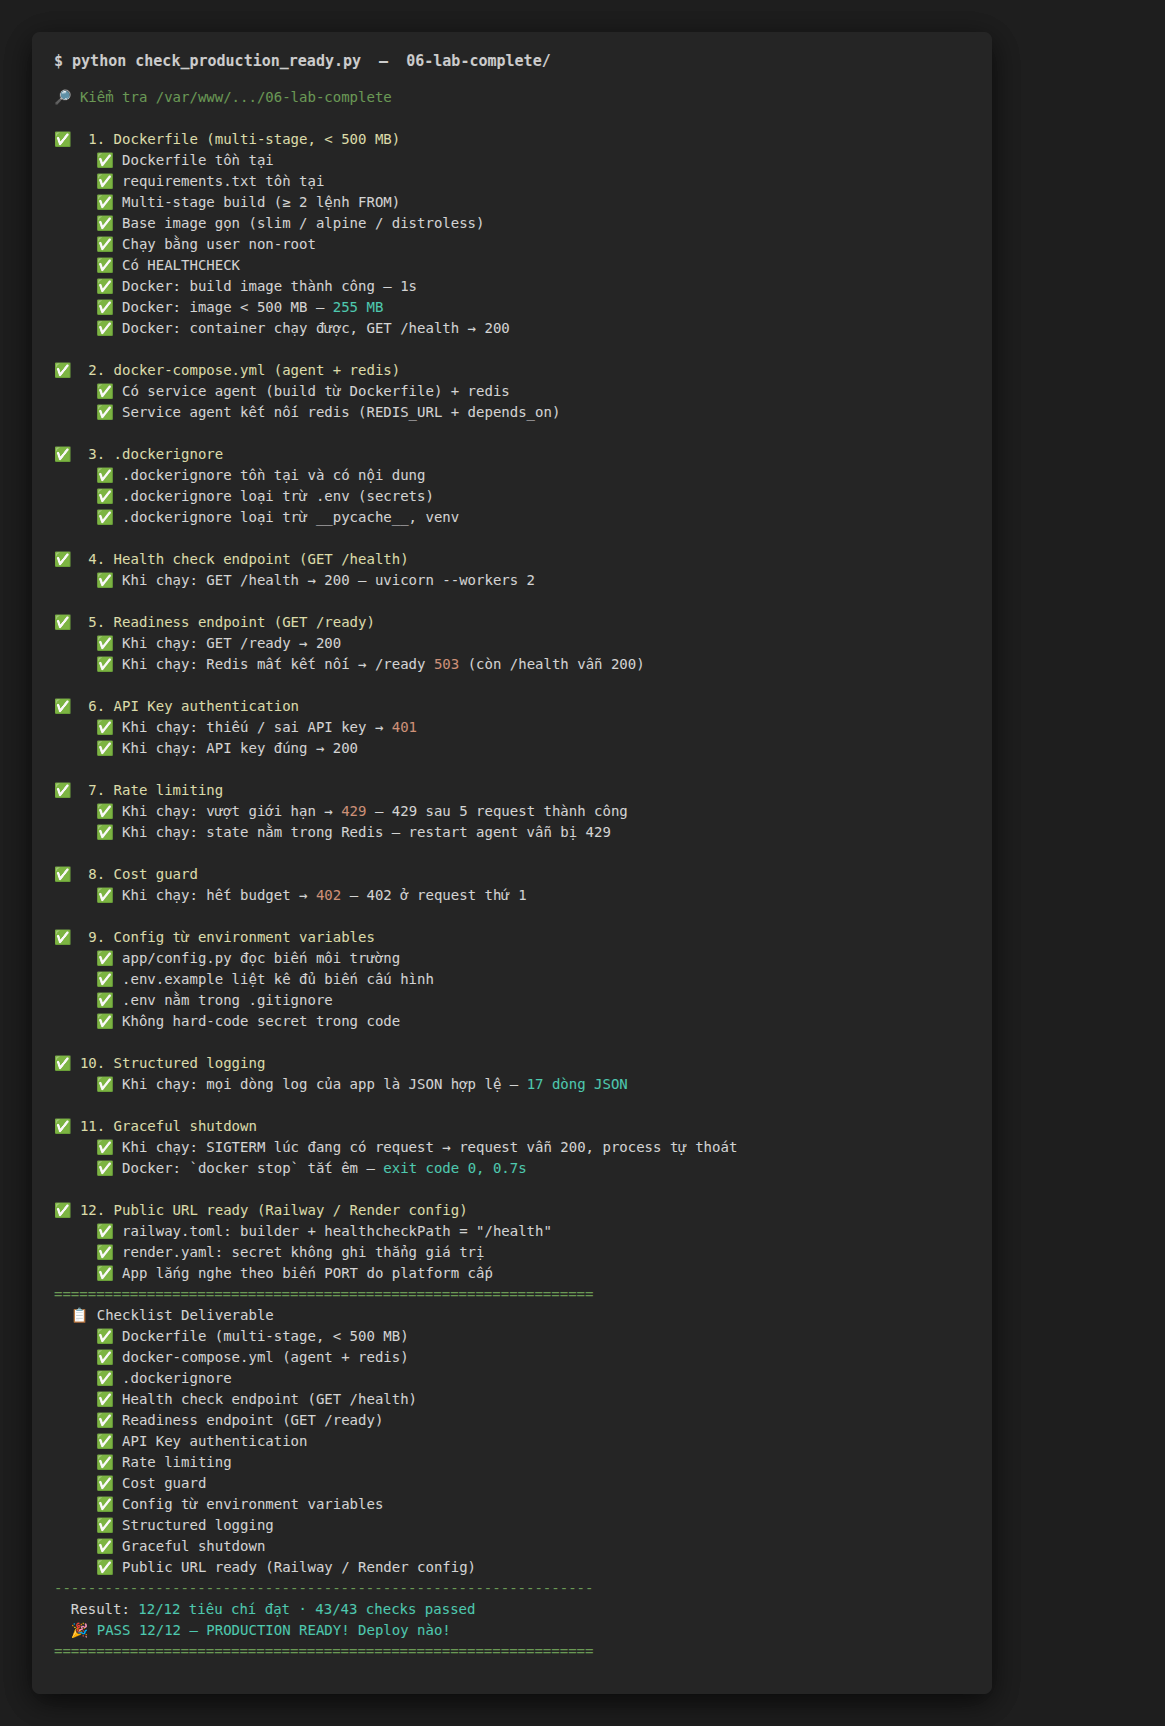 $ python check_production_ready.py — 06-lab-complete/
🔎 Kiểm tra /var/www/.../06-lab-complete
✅ 1. Dockerfile (multi-stage, < 500 MB)
✅ Dockerfile tồn tại
✅ requirements.txt tồn tại
✅ Multi-stage build (≥ 2 lệnh FROM)
✅ Base image gọn (slim / alpine / distroless)
✅ Chạy bằng user non-root
✅ Có HEALTHCHECK
✅ Docker: build image thành công — 1s
✅ Docker: image < 500 MB — 255 MB
✅ Docker: container chạy được, GET /health → 200
✅ 2. docker-compose.yml (agent + redis)
✅ Có service agent (build từ Dockerfile) + redis
✅ Service agent kết nối redis (REDIS_URL + depends_on)
✅ 3. .dockerignore
✅ .dockerignore tồn tại và có nội dung
✅ .dockerignore loại trừ .env (secrets)
✅ .dockerignore loại trừ __pycache__, venv
✅ 4. Health check endpoint (GET /health)
✅ Khi chạy: GET /health → 200 — uvicorn --workers 2
✅ 5. Readiness endpoint (GET /ready)
✅ Khi chạy: GET /ready → 200
✅ Khi chạy: Redis mất kết nối → /ready 503 (còn /health vẫn 200)
✅ 6. API Key authentication
✅ Khi chạy: thiếu / sai API key → 401
✅ Khi chạy: API key đúng → 200
✅ 7. Rate limiting
✅ Khi chạy: vượt giới hạn → 429 — 429 sau 5 request thành công
✅ Khi chạy: state nằm trong Redis — restart agent vẫn bị 429
✅ 8. Cost guard
✅ Khi chạy: hết budget → 402 — 402 ở request thứ 1
✅ 9. Config từ environment variables
✅ app/config.py đọc biến môi trường
✅ .env.example liệt kê đủ biến cấu hình
✅ .env nằm trong .gitignore
✅ Không hard-code secret trong code
✅ 10. Structured logging
✅ Khi chạy: mọi dòng log của app là JSON hợp lệ — 17 dòng JSON
✅ 11. Graceful shutdown
✅ Khi chạy: SIGTERM lúc đang có request → request vẫn 200, process tự thoát
✅ Docker: `docker stop` tắt êm — exit code 0, 0.7s
✅ 12. Public URL ready (Railway / Render config)
✅ railway.toml: builder + healthcheckPath = "/health"
✅ render.yaml: secret không ghi thẳng giá trị
✅ App lắng nghe theo biến PORT do platform cấp
================================================================
📋 Checklist Deliverable
✅ Dockerfile (multi-stage, < 500 MB)
✅ docker-compose.yml (agent + redis)
✅ .dockerignore
✅ Health check endpoint (GET /health)
✅ Readiness endpoint (GET /ready)
✅ API Key authentication
✅ Rate limiting
✅ Cost guard
✅ Config từ environment variables
✅ Structured logging
✅ Graceful shutdown
✅ Public URL ready (Railway / Render config)
----------------------------------------------------------------
Result: 12/12 tiêu chí đạt · 43/43 checks passed
🎉 PASS 12/12 — PRODUCTION READY! Deploy nào!
================================================================